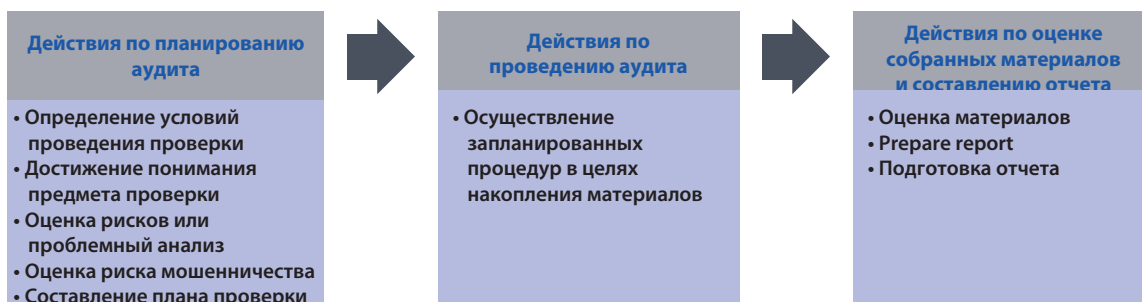 Действия по планированию
аудита
• Определение условий
проведения проверки
• Достижение понимания
предмета проверки
• Оценка рисков или
проблемный анализ
• Оценка риска мошенничества
• Составление плана проверки
Действия по
проведению аудита
• Осуществление
запланированных
процедур в целях
накопления материалов
Действия по оценке
собранных материалов
и составлению отчета
• Оценка материалов
• Prepare report
• Подготовка отчета